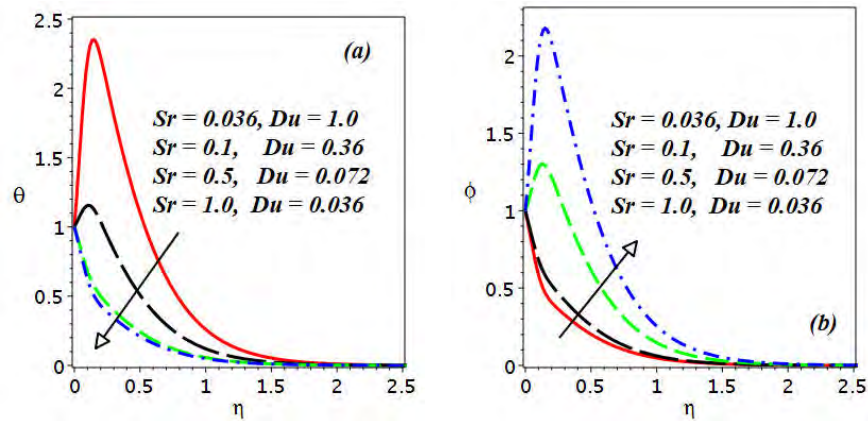 2.5
2
1.5
1
0.5
0
θ
(a)
Sr = 0.036, Du = 1.0
Sr = 0.1, Du = 0.36
Sr = 0.5, Du = 0.072
Sr = 1.0, Du = 0.036
0 0.5 1 1.5 2 2.5
η
2
1.5
1
0.5
0
ϕ
Sr = 0.036, Du = 1.0
Sr = 0.1, Du = 0.36
Sr = 0.5, Du = 0.072
Sr = 1.0, Du = 0.036
(b)
0 0.5 1 1.5 2 2.5
η